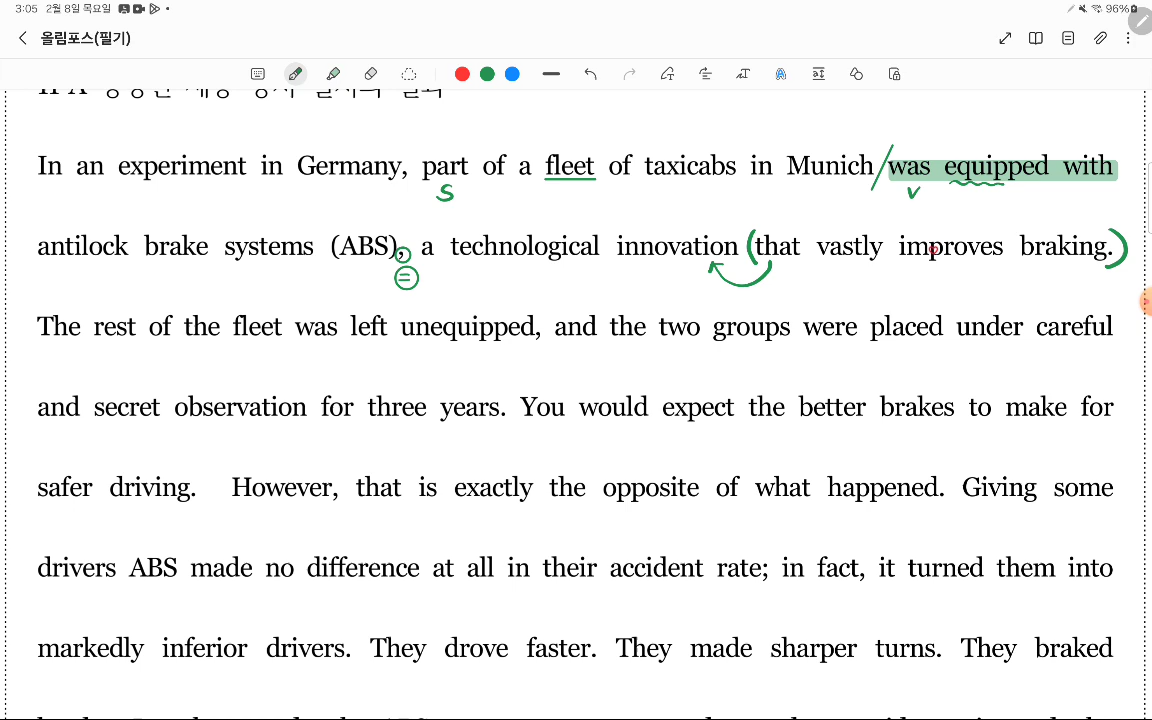 3:05 2월 8일 목요일 96%
올림포스(필기)
In an experiment in Germany, part of a fleet of taxicabs in Munich was equipped with
S V
antilock brake systems (ABS), a technological innovation (that vastly improves braking.)
=
The rest of the fleet was left unequipped, and the two groups were placed under careful
and secret observation for three years. You would expect the better brakes to make for
safer driving. However, that is exactly the opposite of what happened. Giving some
drivers ABS made no difference at all in their accident rate; in fact, it turned them into
markedly inferior drivers. They drove faster. They made sharper turns. They braked